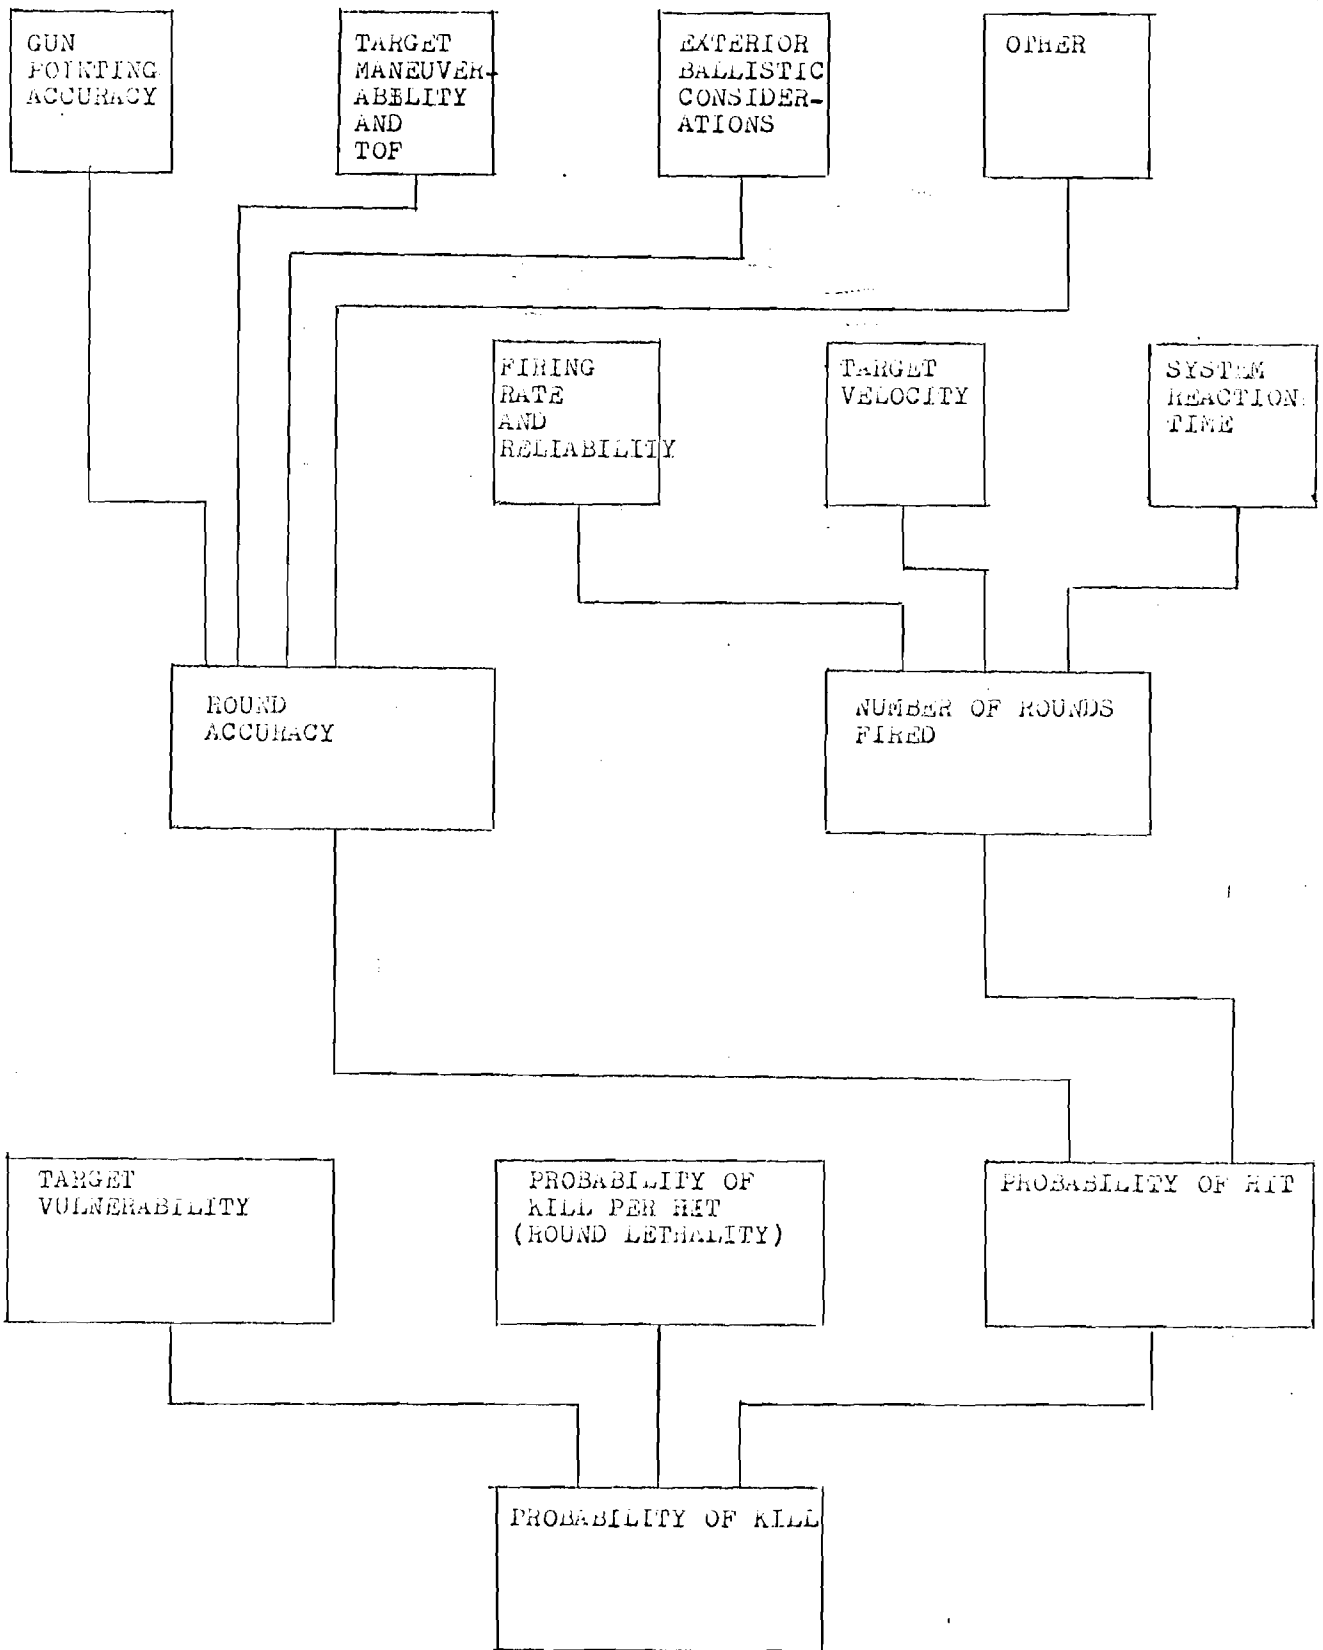 GUN
POINTING
ACCURACY
TARGET
MANEUVER-
ABILITY
AND
TOF
EXTERIOR
BALLISTIC
CONSIDER-
ATIONS
OTHER
FIRING
RATE
AND
RELIABILITY
TARGET
VELOCITY
SYSTEM
REACTION
TIME
ROUND
ACCURACY
NUMBER OF ROUNDS
FIRED
TARGET
VULNERABILITY
PROBABILITY OF
KILL PER HIT
(ROUND LETHALITY)
PROBABILITY OF HIT
PROBABILITY OF KILL